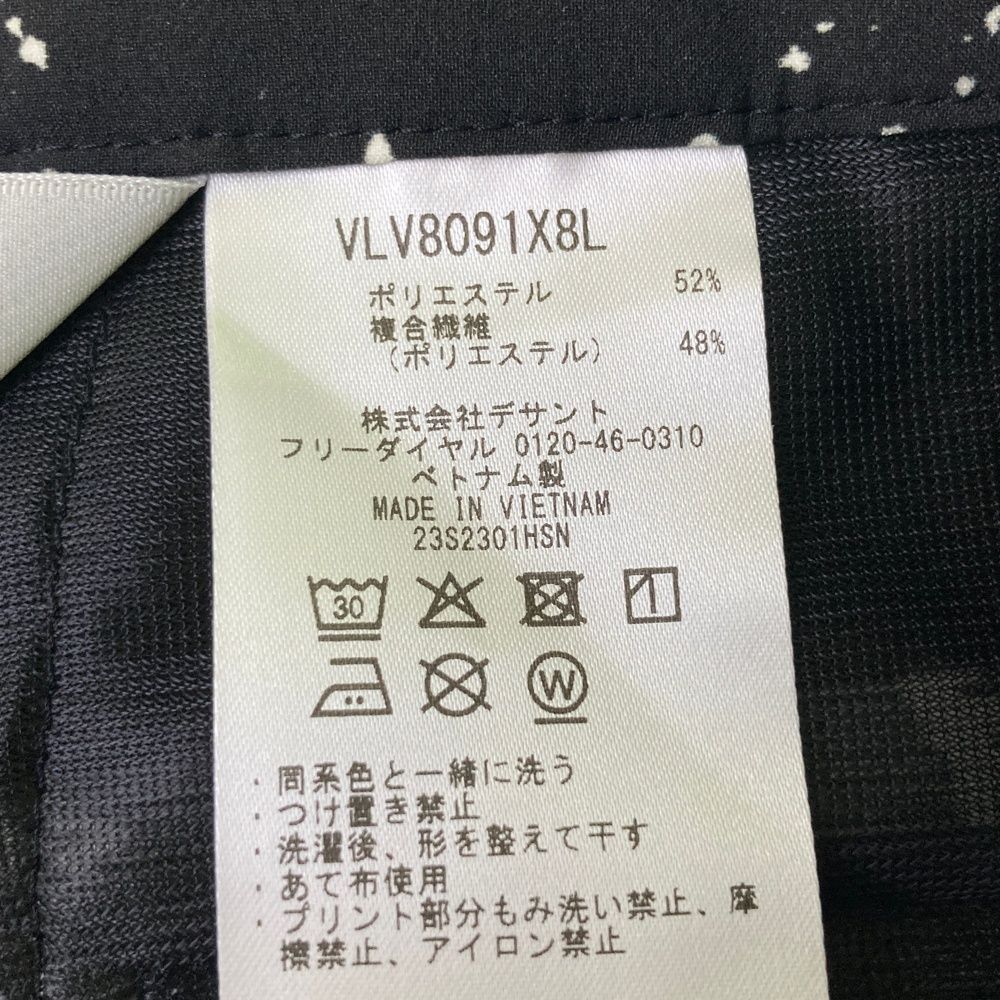 VLV8091X8L
ポリエステル 52%
複合繊維
(ポリエステル) 48%
株式会社デサント
フリーダイヤル 0120-46-0310
ベトナム製
MADE IN VIETNAM
23S2301HSN
30
W
・同系色と一緒に洗う
・つけ置き禁止
・洗濯後、形を整えて干す
・あて布使用
・プリント部分もみ洗い禁止、摩
擦禁止、アイロン禁止